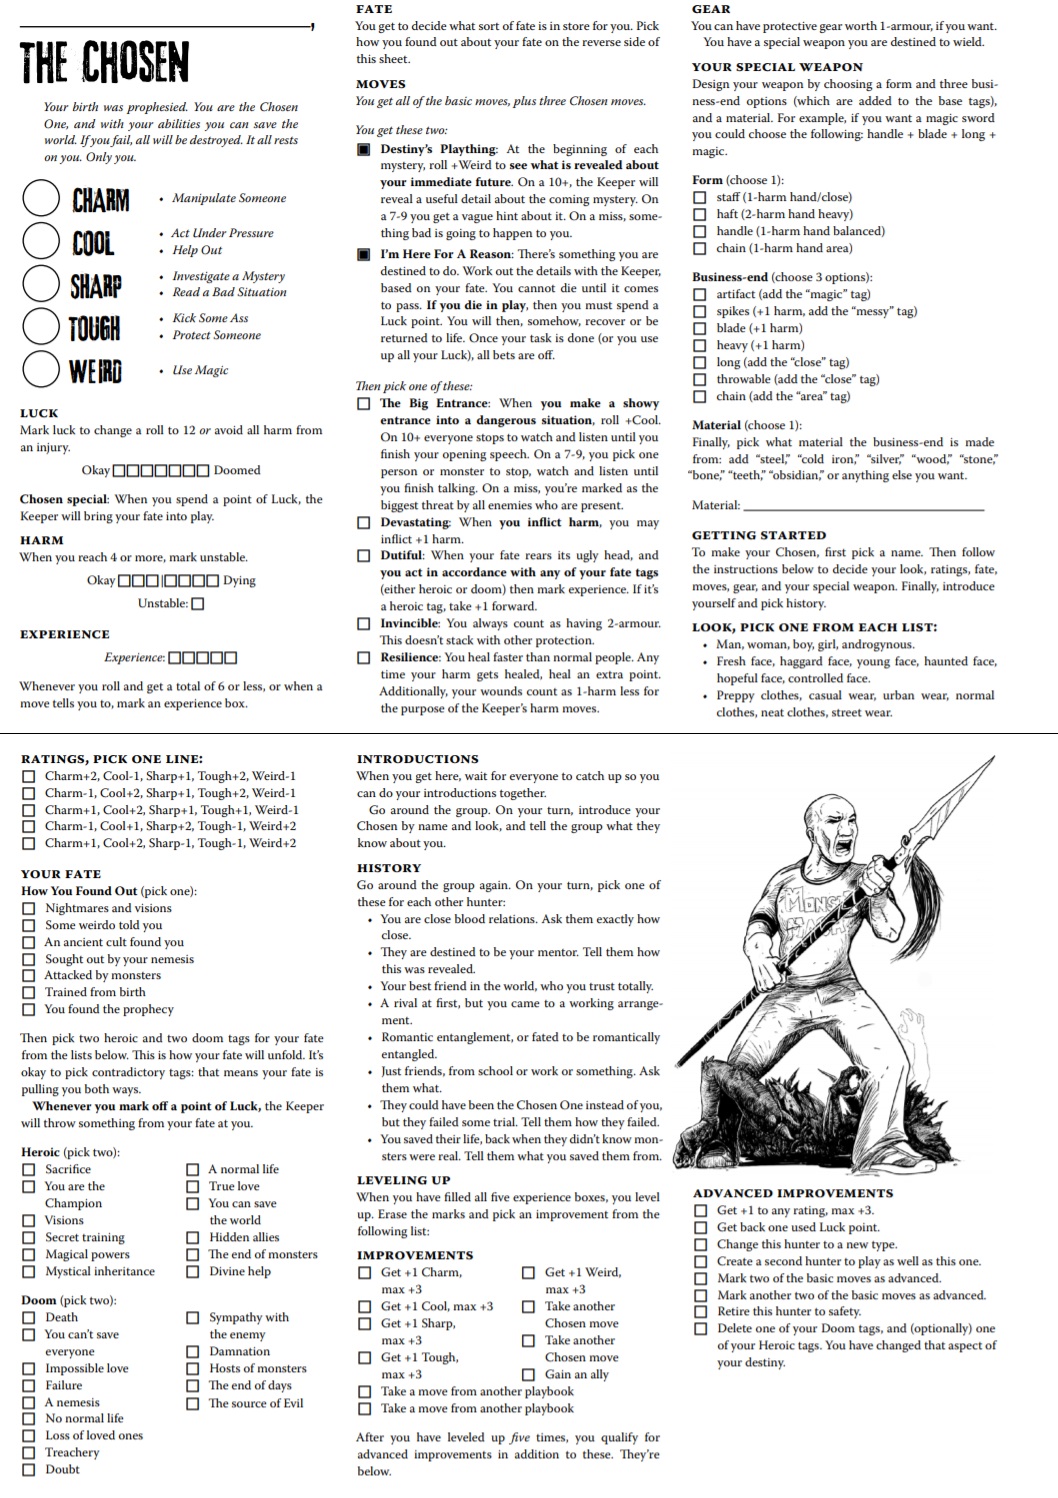 THE CHOSEN
Your birth was prophesied. You are the Chosen
One, and with your abilities you can save the
world. If you fail, all will be destroyed. It all rests
on you. Only you.
CHARM
• Manipulate Someone
COOL
• Act Under Pressure
• Help Out
SHARP
• Investigate a Mystery
• Read a Bad Situation
TOUGH
• Kick Some Ass
• Protect Someone
WEIRD
• Use Magic
LUCK
Mark luck to change a roll to 12 or avoid all harm from
an injury.
Okay □□□□□□□ Doomed
Chosen special: When you spend a point of Luck, the
Keeper will bring your fate into play.
HARM
When you reach 4 or more, mark unstable.
Okay □□□|□□□□ Dying
Unstable: □
EXPERIENCE
Experience: □□□□□
Whenever you roll and get a total of 6 or less, or when a
move tells you to, mark an experience box.
FATE
You get to decide what sort of fate is in store for you. Pick
how you found out about your fate on the reverse side of
this sheet.
MOVES
You get all of the basic moves, plus three Chosen moves.
You get these two:
Destiny's Plaything: At the beginning of each
mystery, roll +Weird to see what is revealed about
your immediate future. On a 10+, the Keeper will
reveal a useful detail about the coming mystery. On
a 7-9 you get a vague hint about it. On a miss, some-
thing bad is going to happen to you.
I'm Here For A Reason: There's something you are
destined to do. Work out the details with the Keeper,
based on your fate. You cannot die until it comes
to pass. If you die in play, then you must spend a
Luck point. You will then, somehow, recover or be
returned to life. Once your task is done (or you use
up all your Luck), all bets are off.
Then pick one of these:
The Big Entrance: When you make a showy
entrance into a dangerous situation, roll +Cool.
On 10+ everyone stops to watch and listen until you
finish your opening speech. On a 7-9, you pick one
person or monster to stop, watch and listen until
you finish talking. On a miss, you're marked as the
biggest threat by all enemies who are present.
Devastating: When you inflict harm, you may
inflict +1 harm.
Dutiful: When your fate rears its ugly head, and
you act in accordance with any of your fate tags
(either heroic or doom) then mark experience. If it's
a heroic tag, take +1 forward.
Invincible: You always count as having 2-armour.
This doesn't stack with other protection.
Resilience: You heal faster than normal people. Any
time your harm gets healed, heal an extra point.
Additionally, your wounds count as 1-harm less for
the purpose of the Keeper's harm moves.
GEAR
You can have protective gear worth 1-armour, if you want.
You have a special weapon you are destined to wield.
YOUR SPECIAL WEAPON
Design your weapon by choosing a form and three busi-
ness-end options (which are added to the base tags),
and a material. For example, if you want a magic sword
you could choose the following: handle + blade + long +
magic.
Form (choose 1):
staff (1-harm hand/close)
haft (2-harm hand heavy)
handle (1-harm hand balanced)
chain (1-harm hand area)
Business-end (choose 3 options):
artifact (add the “magic” tag)
spikes (+1 harm, add the “messy” tag)
blade (+1 harm)
heavy (+1 harm)
long (add the “close” tag)
throwable (add the “close” tag)
chain (add the “area” tag)
Material (choose 1):
Finally, pick what material the business-end is made
from: add “steel,” “cold iron,” “silver,” “wood,” “stone,”
“bone,” “teeth,” “obsidian,” or anything else you want.
Material:
GETTING STARTED
To make your Chosen, first pick a name. Then follow
the instructions below to decide your look, ratings, fate,
moves, gear, and your special weapon. Finally, introduce
yourself and pick history.
LOOK, PICK ONE FROM EACH LIST:
• Man, woman, boy, girl, androgynous.
• Fresh face, haggard face, young face, haunted face,
hopeful face, controlled face.
• Preppy clothes, casual wear, urban wear, normal
clothes, neat clothes, street wear.
RATINGS, PICK ONE LINE:
Charm+2, Cool-1, Sharp+1, Tough+2, Weird-1
Charm-1, Cool+2, Sharp+1, Tough+2, Weird-1
Charm+1, Cool+2, Sharp+1, Tough+1, Weird-1
Charm-1, Cool+1, Sharp+2, Tough-1, Weird+2
Charm+1, Cool+2, Sharp-1, Tough-1, Weird+2
YOUR FATE
How You Found Out (pick one):
Nightmares and visions
Some weirdo told you
An ancient cult found you
Sought out by your nemesis
Attacked by monsters
Trained from birth
You found the prophecy
Then pick two heroic and two doom tags for your fate
from the lists below. This is how your fate will unfold. It's
okay to pick contradictory tags: that means your fate is
pulling you both ways.
Whenever you mark off a point of Luck, the Keeper
will throw something from your fate at you.
Heroic (pick two):
Sacrifice
You are the
Champion
Visions
Secret training
Magical powers
Mystical inheritance
A normal life
True love
You can save
the world
Hidden allies
The end of monsters
Divine help
Doom (pick two):
Death
You can't save
everyone
Impossible love
Failure
A nemesis
No normal life
Loss of loved ones
Treachery
Doubt
Sympathy with
the enemy
Damnation
Hosts of monsters
The end of days
The source of Evil
INTRODUCTIONS
When you get here, wait for everyone to catch up so you
can do your introductions together.
Go around the group. On your turn, introduce your
Chosen by name and look, and tell the group what they
know about you.
HISTORY
Go around the group again. On your turn, pick one of
these for each other hunter:
• You are close blood relations. Ask them exactly how
close.
• They are destined to be your mentor. Tell them how
this was revealed.
• Your best friend in the world, who you trust totally.
• A rival at first, but you came to a working arrange-
ment.
• Romantic entanglement, or fated to be romantically
entangled.
• Just friends, from school or work or something. Ask
them what.
• They could have been the Chosen One instead of you,
but they failed some trial. Tell them how they failed.
• You saved their life, back when they didn't know mon-
sters were real. Tell them what you saved them from.
LEVELING UP
When you have filled all five experience boxes, you level
up. Erase the marks and pick an improvement from the
following list:
IMPROVEMENTS
Get +1 Charm,
max +3
Get +1 Cool, max +3
Get +1 Sharp,
max +3
Get +1 Tough,
max +3
Get +1 Weird,
max +3
Take another
Chosen move
Take another
Chosen move
Gain an ally
Take a move from another playbook
Take a move from another playbook
After you have leveled up five times, you qualify for
advanced improvements in addition to these. They're
below.
ADVANCED IMPROVEMENTS
Get +1 to any rating, max +3.
Get back one used Luck point.
Change this hunter to a new type.
Create a second hunter to play as well as this one.
Mark two of the basic moves as advanced.
Mark another two of the basic moves as advanced.
Retire this hunter to safety.
Delete one of your Doom tags, and (optionally) one
of your Heroic tags. You have changed that aspect of
your destiny.